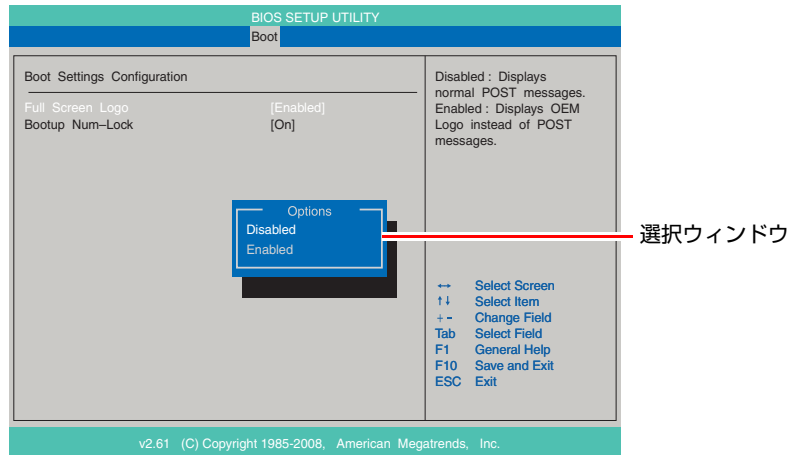 BIOS SETUP UTILITY
Boot
Boot Settings Configuration
Full Screen Logo [Enabled]
Bootup Num–Lock [On]
Disabled : Displays
normal POST messages.
Enabled : Displays OEM
Logo instead of POST
messages.
Options
Disabled
Enabled
選択ウィンドウ
↔ Select Screen
↑↓ Select Item
+ - Change Field
Tab Select Field
F1 General Help
F10 Save and Exit
ESC Exit
v2.61 (C) Copyright 1985-2008, American Megatrends, Inc.